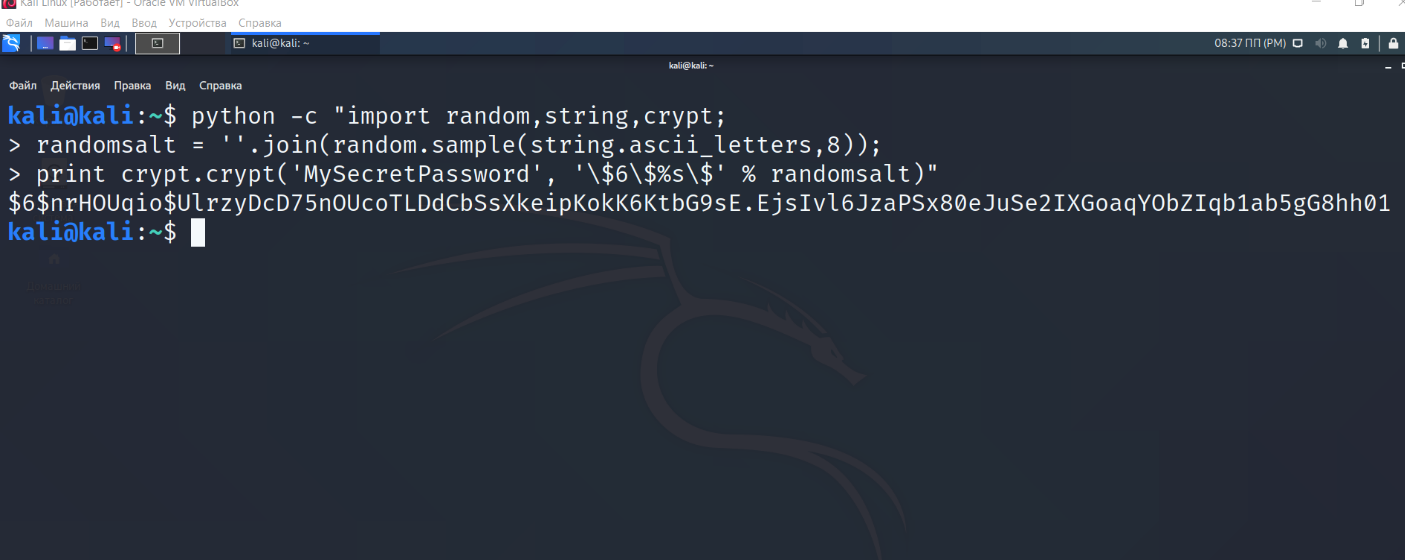 Kali Linux [Работает] - Oracle VM VirtualBox
Файл Машина Вид Ввод Устройства Справка
kali@kali: ~
08:37 ПП (PM)
kali@kali: ~
Файл Действия Правка Вид Справка
kali@kali:~$ python -c "import random,string,crypt;
> randomsalt = ''.join(random.sample(string.ascii_letters,8));
> print crypt.crypt('MySecretPassword', '\$6\$%s\$' % randomsalt)"
$6$nrHOUqio$UlrzyDcD75nOUcoTLDdCbSsXkeipKokK6KtbG9sE.EjsIvl6JzaPSx80eJuSe2IXGoaqYObZIqb1ab5gG8hh01
kali@kali:~$